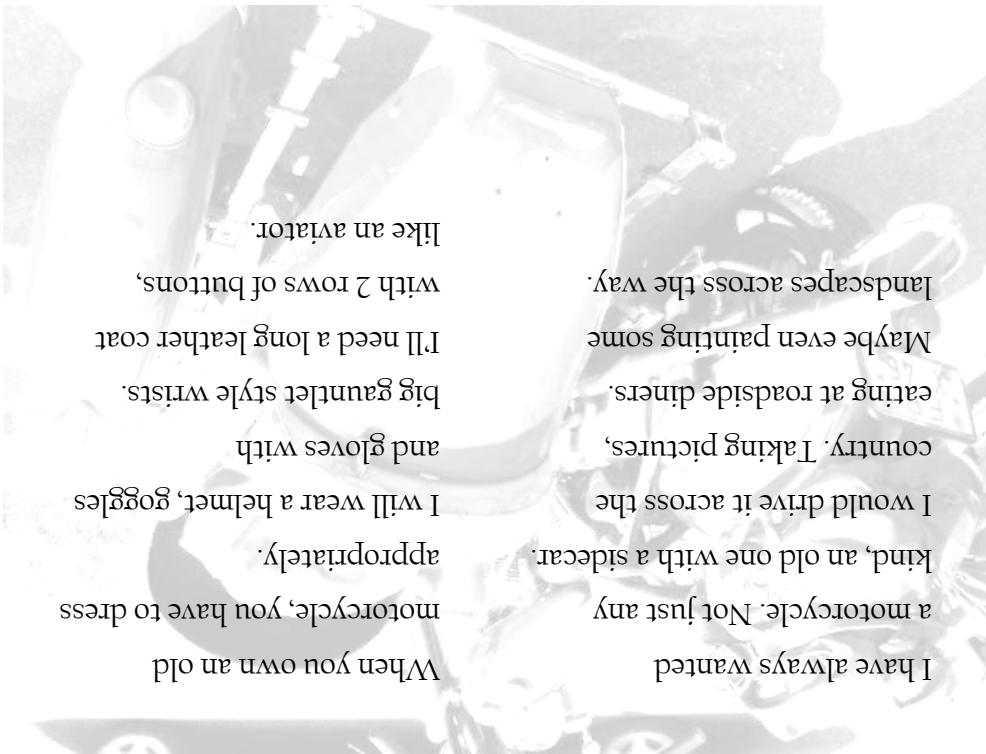 I have always wanted
a motorcycle. Not just any
kind, an old one with a sidecar.
I would drive it across the
country. Taking pictures,
eating at roadside diners.
Maybe even painting some
landscapes across the way.
When you own an old
motorcycle, you have to dress
appropriately.
I will wear a helmet, goggles
and gloves with
big gauntlet style wrists.
I'll need a long leather coat
with 2 rows of buttons,
like an aviator.